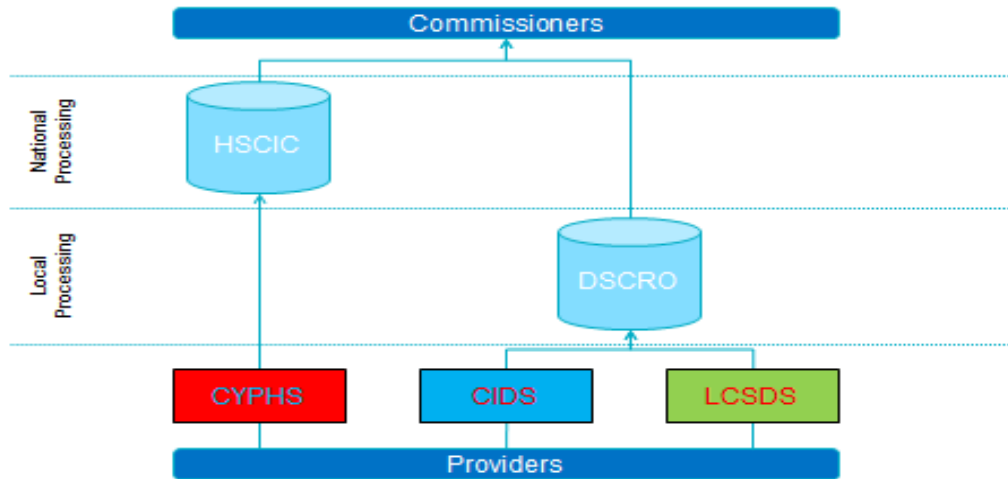 Commissioners
National
Processing
HSCIC
Local
Processing
DSCRO
CYPHS
CIDS
LCSDS
Providers